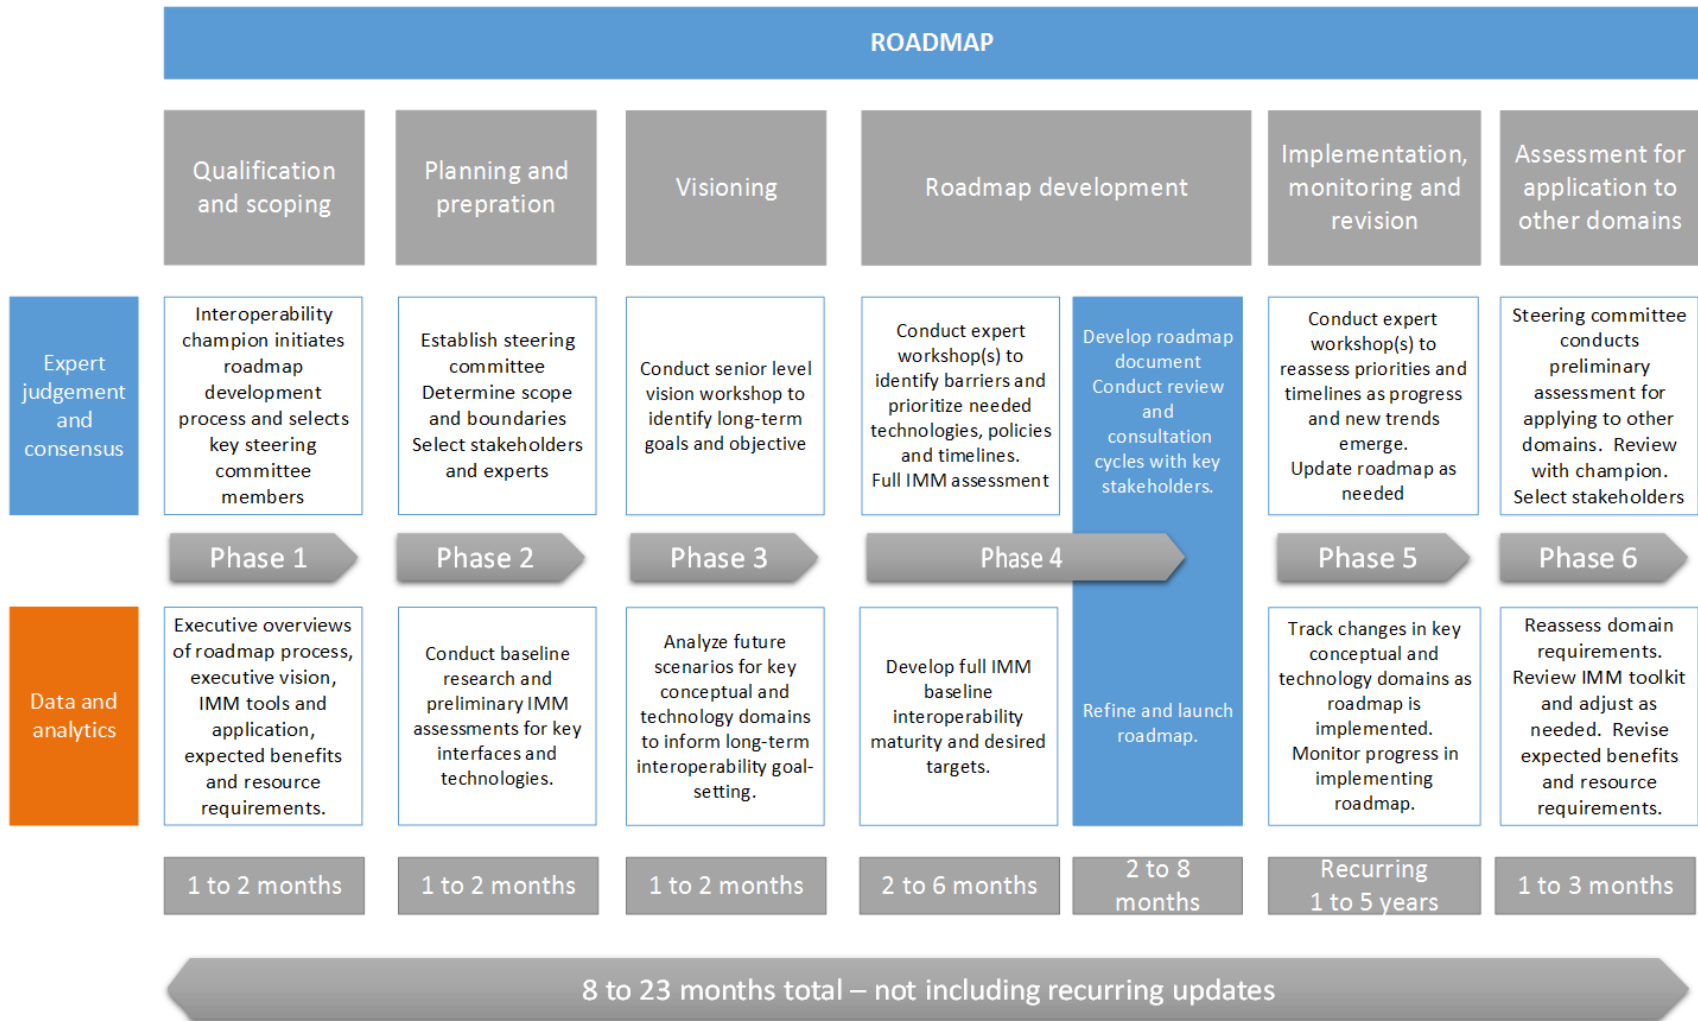 ROADMAP
Qualification
and scoping
Planning and
prepration
Visioning
Roadmap development
Implementation,
monitoring and
revision
Assessment for
application to
other domains
Expert
judgement
and
consensus
Interoperability
champion initiates
roadmap
development
process and selects
key steering
committee
members
Establish steering
committee
Determine scope
and boundaries
Select stakeholders
and experts
Conduct senior level
vision workshop to
identify long-term
goals and objective
Conduct expert
workshop(s) to
identify barriers and
prioritize needed
technologies, policies
and timelines.
Full IMM assessment
Develop roadmap
document
Conduct review
and
consultation
cycles with key
stakeholders.
Conduct expert
workshop(s) to
reassess priorities and
timelines as progress
and new trends
emerge.
Update roadmap as
needed
Steering committee
conducts
preliminary
assessment for
applying to other
domains.  Review
with champion.
Select stakeholders
Phase 1
Phase 2
Phase 3
Phase 4
Phase 5
Phase 6
Data and
analytics
Executive overviews
of roadmap process,
executive vision,
IMM tools and
application,
expected benefits
and resource
requirements.
Conduct baseline
research and
preliminary IMM
assessments for key
interfaces and
technologies.
Analyze future
scenarios for key
conceptual and
technology domains
to inform long-term
interoperability goal-
setting.
Develop full IMM
baseline
interoperability
maturity and desired
targets.
Refine and launch
roadmap.
Track changes in key
conceptual and
technology domains as
roadmap is
implemented.
Monitor progress in
implementing
roadmap.
Reassess domain
requirements.
Review IMM toolkit
and adjust as
needed.  Revise
expected benefits
and resource
requirements.
1 to 2 months
1 to 2 months
1 to 2 months
2 to 6 months
2 to 8
months
Recurring
1 to 5 years
1 to 3 months
8 to 23 months total – not including recurring updates